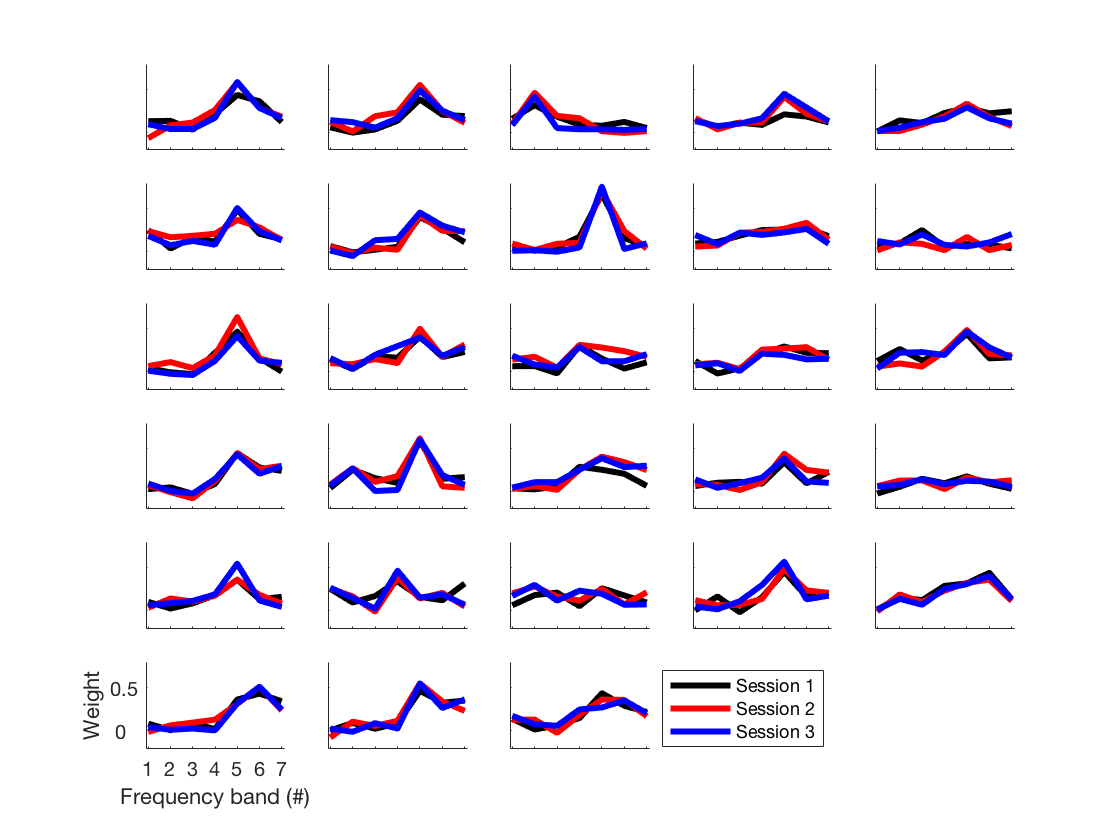 Weight
0.5
0
1 2 3 4 5 6 7
Frequency band (#)
Session 1
Session 2
Session 3